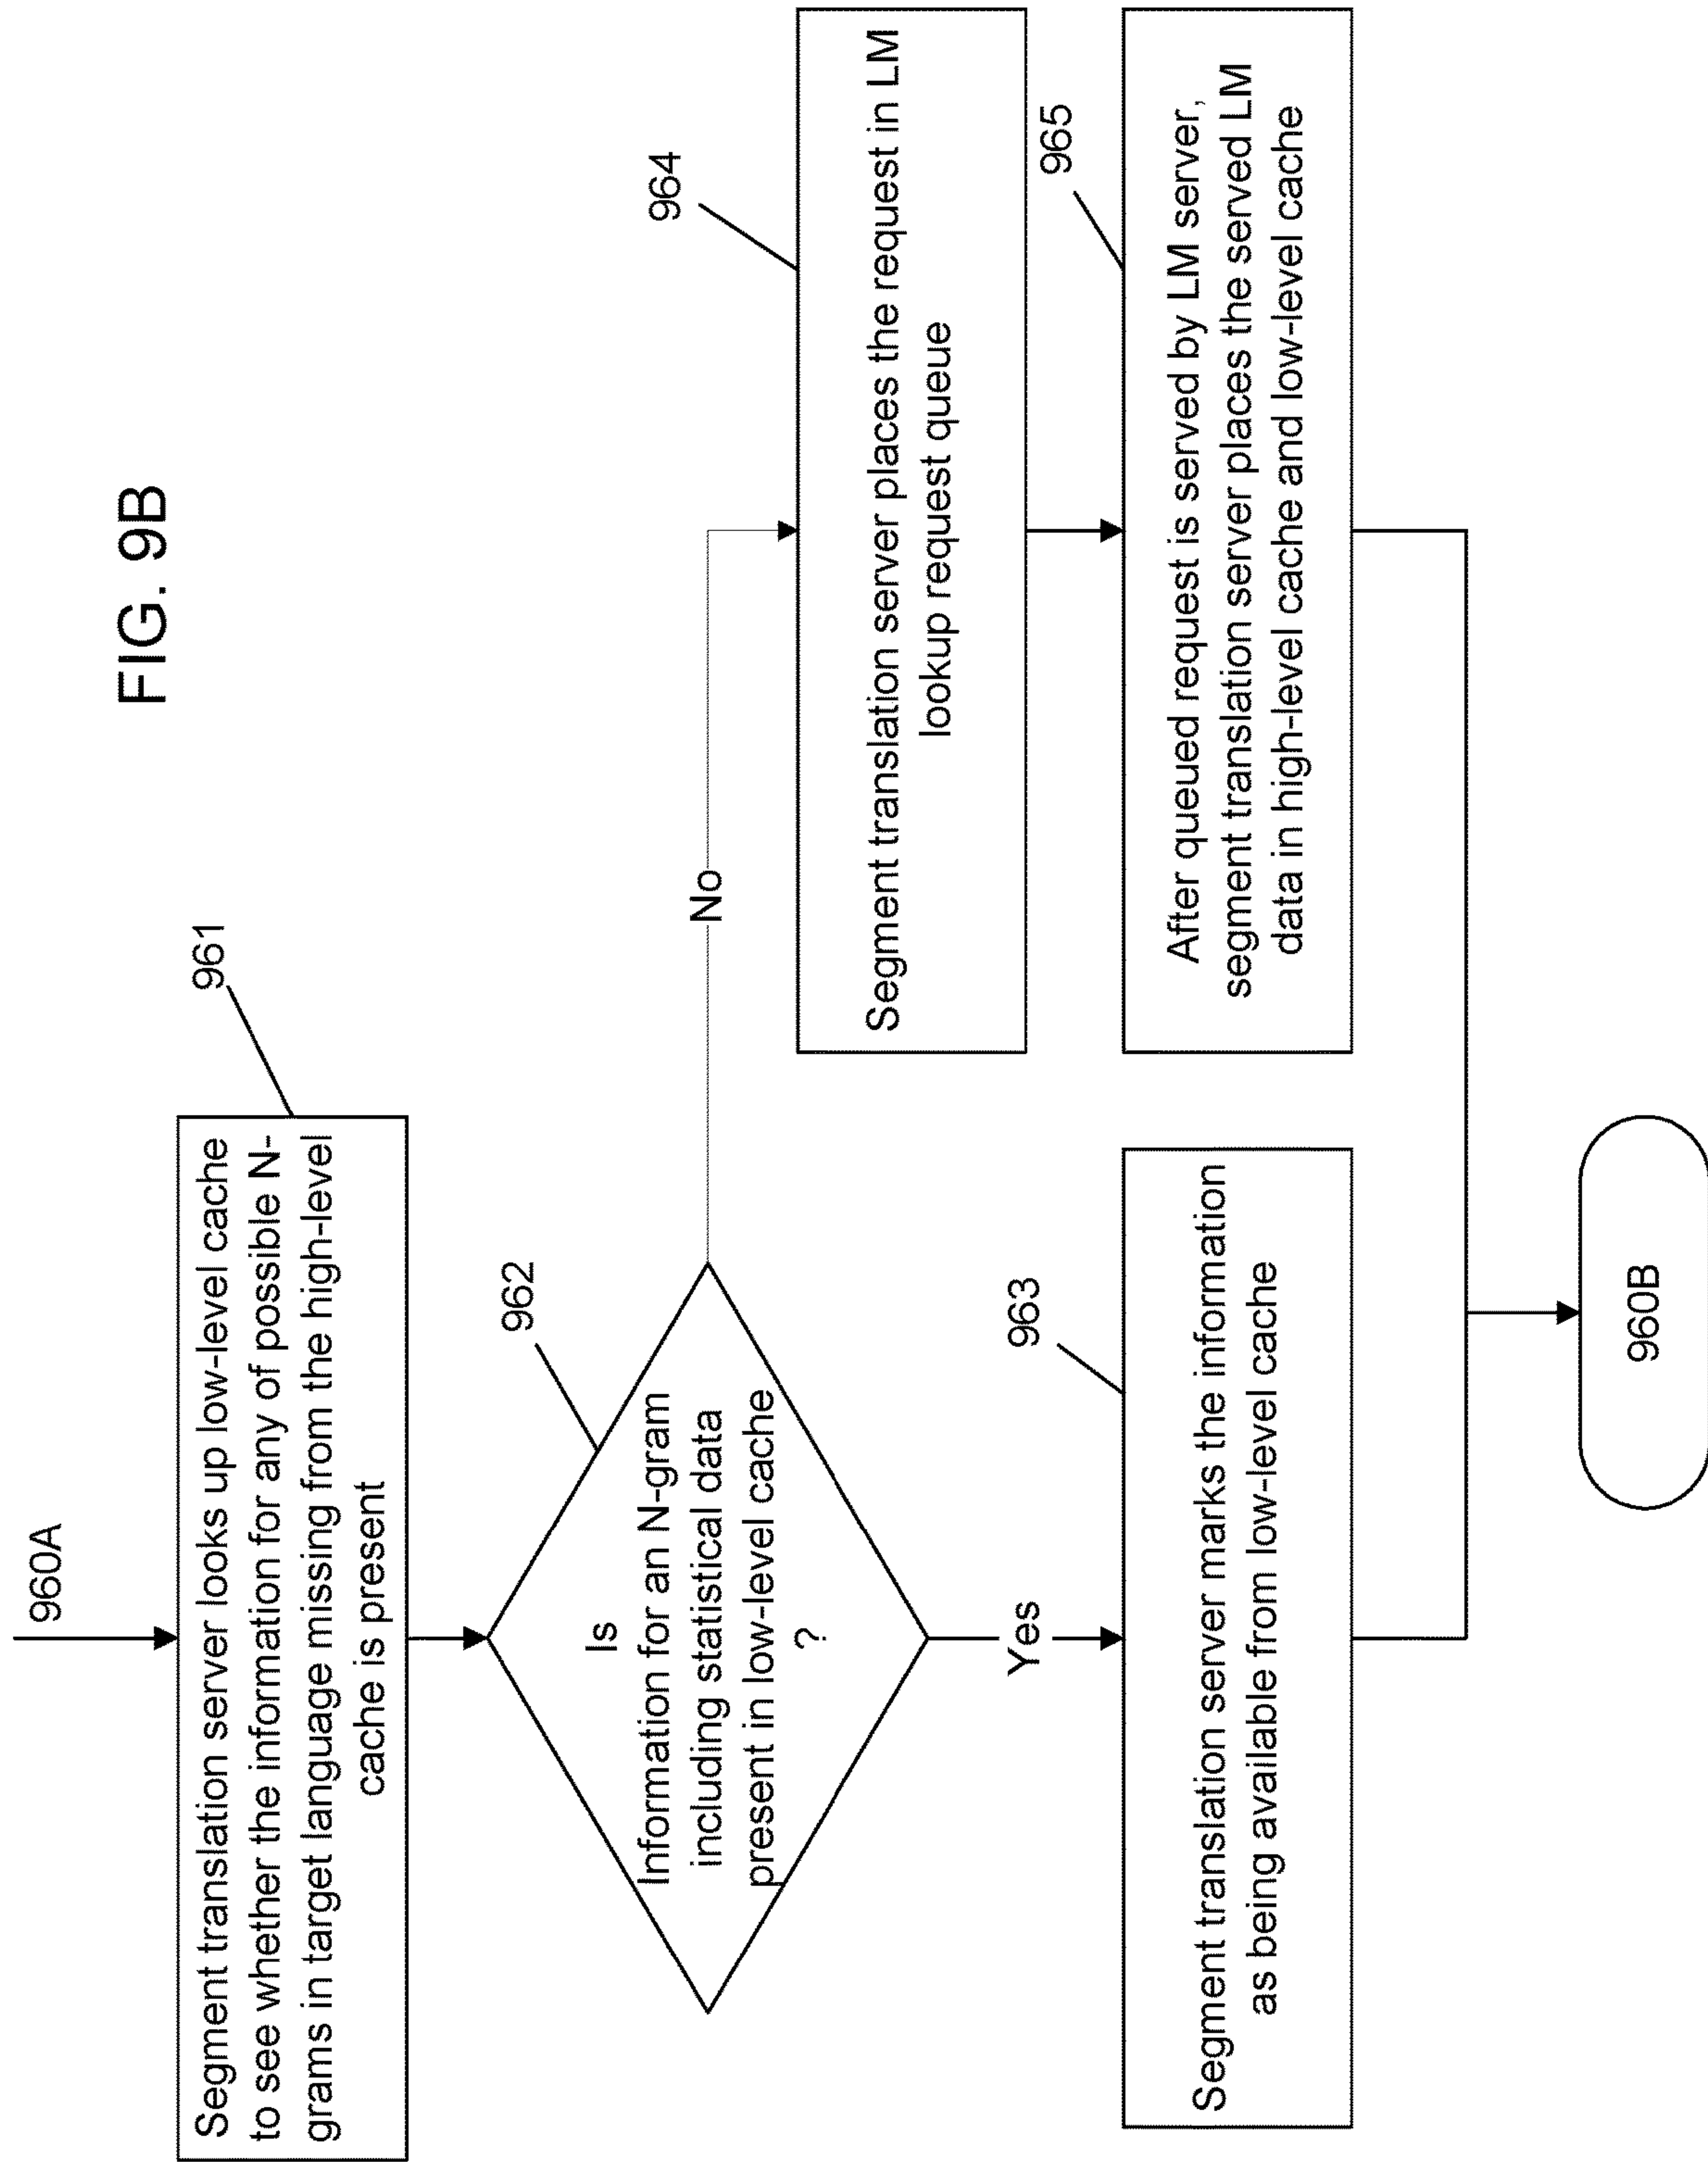 FIG. 9B
960A
961
Segment translation server looks up low-level cache
to see whether the information for any of possible N-
grams in target language missing from the high-level
cache is present
962
Is
Information for an N-gram
including statistical data
present in low-level cache
?
No
Yes
964
Segment translation server places the request in LM
lookup request queue
963
Segment translation server marks the information
as being available from low-level cache
965
After queued request is served by LM server,
segment translation server places the served LM
data in high-level cache and low-level cache
960B